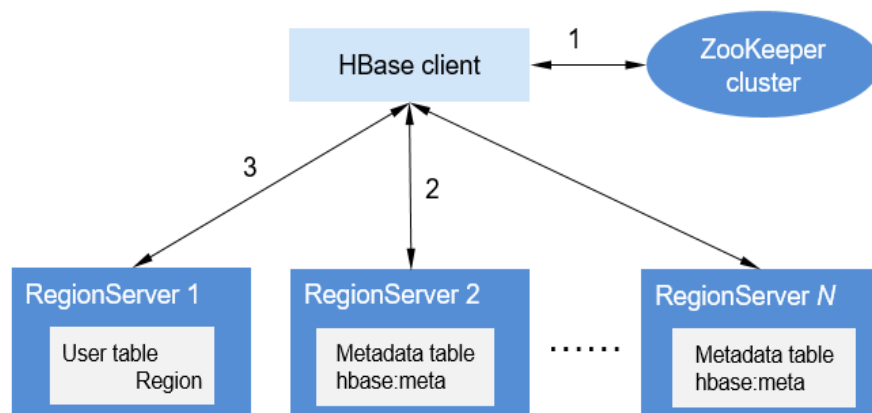 1
ZooKeeper
cluster
HBase client
3
2
RegionServer 1
User table
Region
RegionServer 2
Metadata table
hbase:meta
......
RegionServer N
Metadata table
hbase:meta